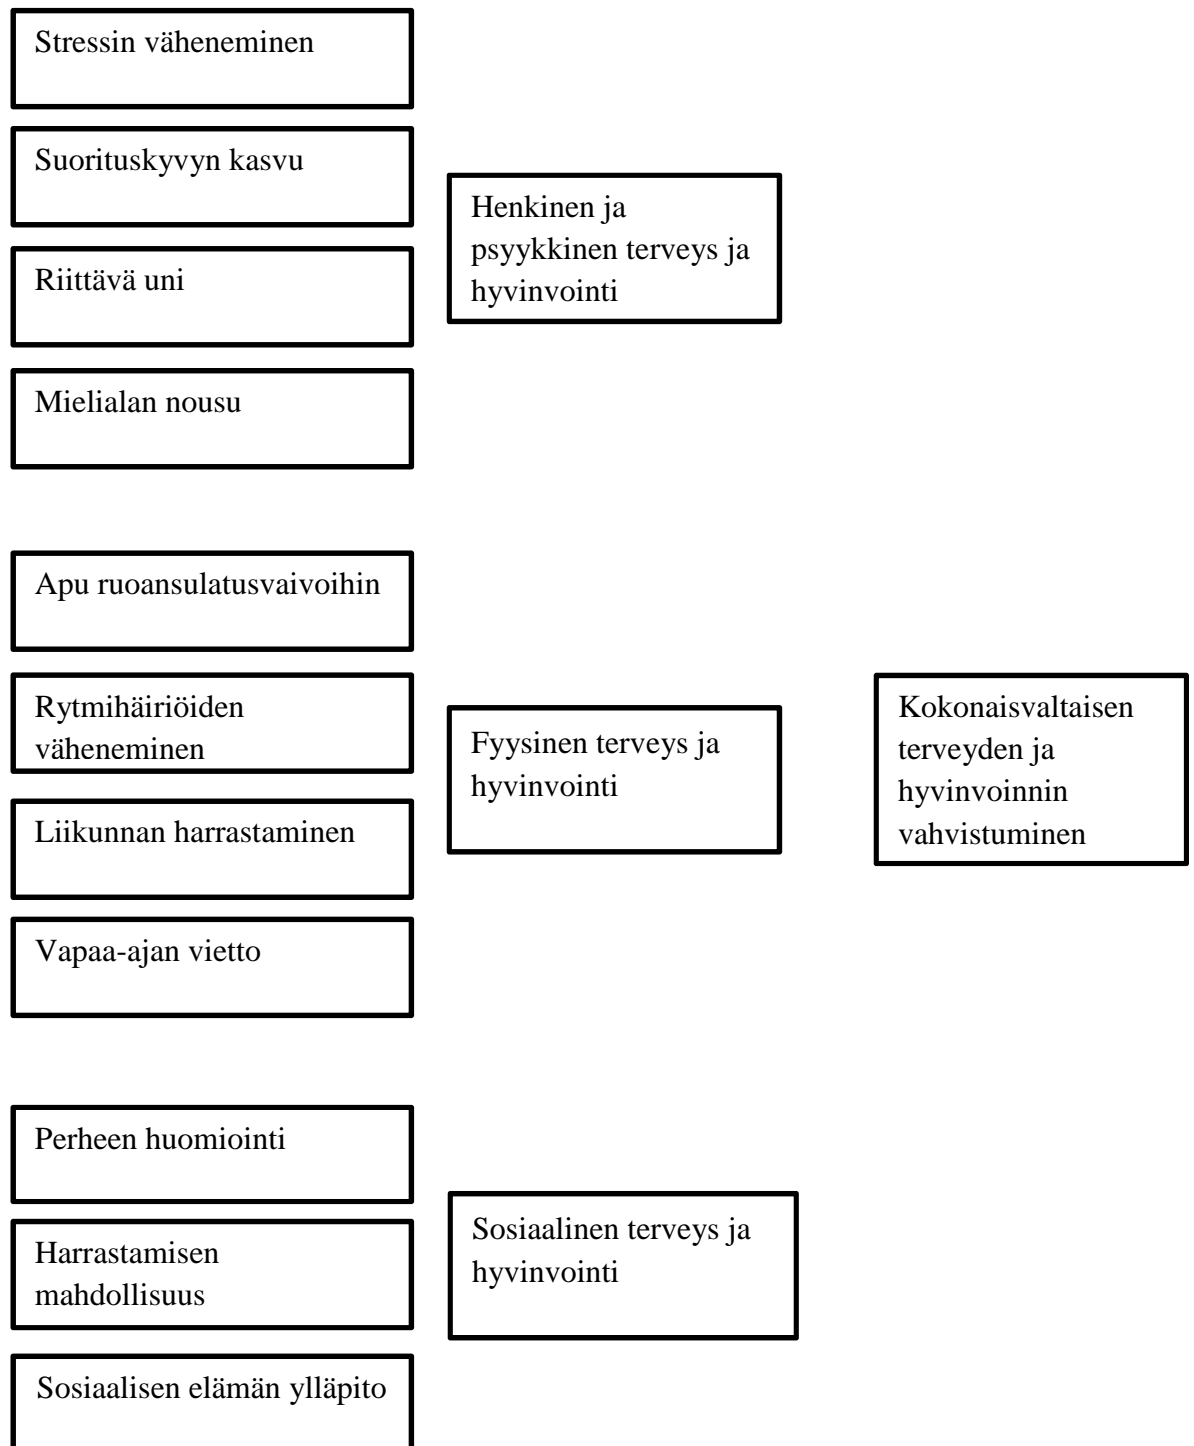 Stressin väheneminen
Suorituskyvyn kasvu
Riittävä uni
Mielialan nousu
Henkinen ja
psyykkinen terveys ja
hyvinvointi
Apu ruoansulatusvaivoihin
Rytmihäiriöiden
väheneminen
Liikunnan harrastaminen
Vapaa-ajan vietto
Fyysinen terveys ja
hyvinvointi
Kokonaisvaltaisen
terveyden ja
hyvinvoinnin
vahvistuminen
Perheen huomiointi
Harrastamisen
mahdollisuus
Sosiaalisen elämän ylläpito
Sosiaalinen terveys ja
hyvinvointi